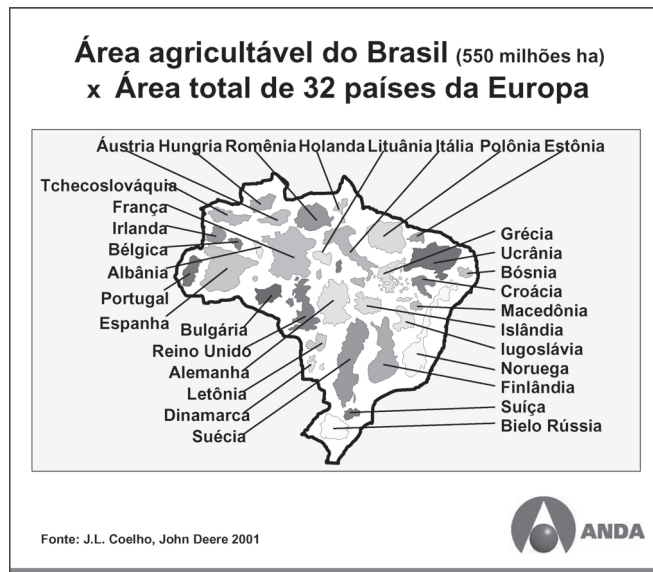 Área agricultável do Brasil (550 milhões ha)
x Área total de 32 países da Europa
Áustria Hungria Romênia Holanda Lituânia Itália Polônia Estônia
Tchecoslováquia
França
Irlanda
Bélgica
Albânia
Portugal
Espanha
Bulgária
Reino Unido
Alemanha
Letônia
Dinamarca
Suécia
Grécia
Ucrânia
Bósnia
Croácia
Macedônia
Islândia
Iugoslávia
Noruega
Finlândia
Suíça
Bielo Rússia
Fonte: J.L. Coelho, John Deere 2001
ANDA